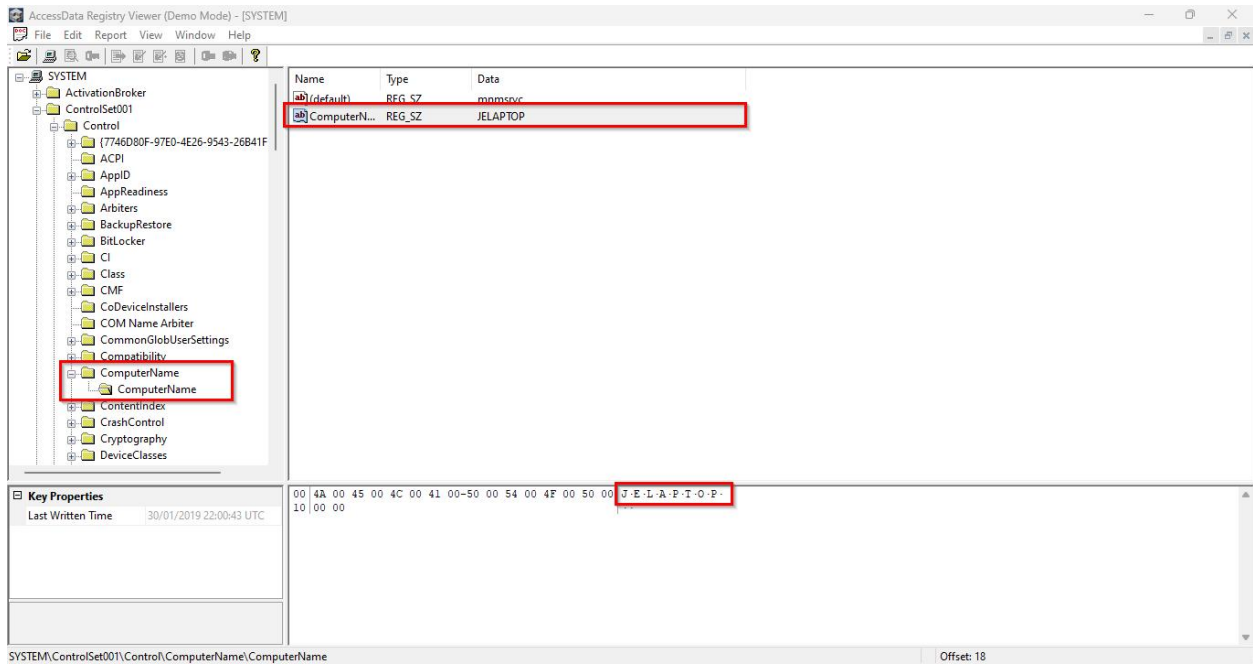 AccessData Registry Viewer (Demo Mode) - [SYSTEM]
File Edit Report View Window Help
SYSTEM
ActivationBroker
ControlSet001
Control
{7746D80F-97E0-4E26-9543-26B41F
ACPI
AppID
AppReadiness
Arbiters
BackupRestore
BitLocker
CI
Class
CMF
CoDeviceInstallers
COM Name Arbiter
CommonGlobUserSettings
Compatibility
ComputerName
ComputerName
ContentIndex
CrashControl
Cryptography
DeviceClasses
Name Type Data
(default) REG_SZ mnmsrvc
ComputerN... REG_SZ JELAPTOP
Key Properties
Last Written Time 30/01/2019 22:00:43 UTC
00 4A 00 45 00 4C 00 41 00-50 00 54 00 4F 00 50 00 J·E·L·A·P·T·O·P·
10 00 00 ··
SYSTEM\ControlSet001\Control\ComputerName\ComputerName Offset: 18